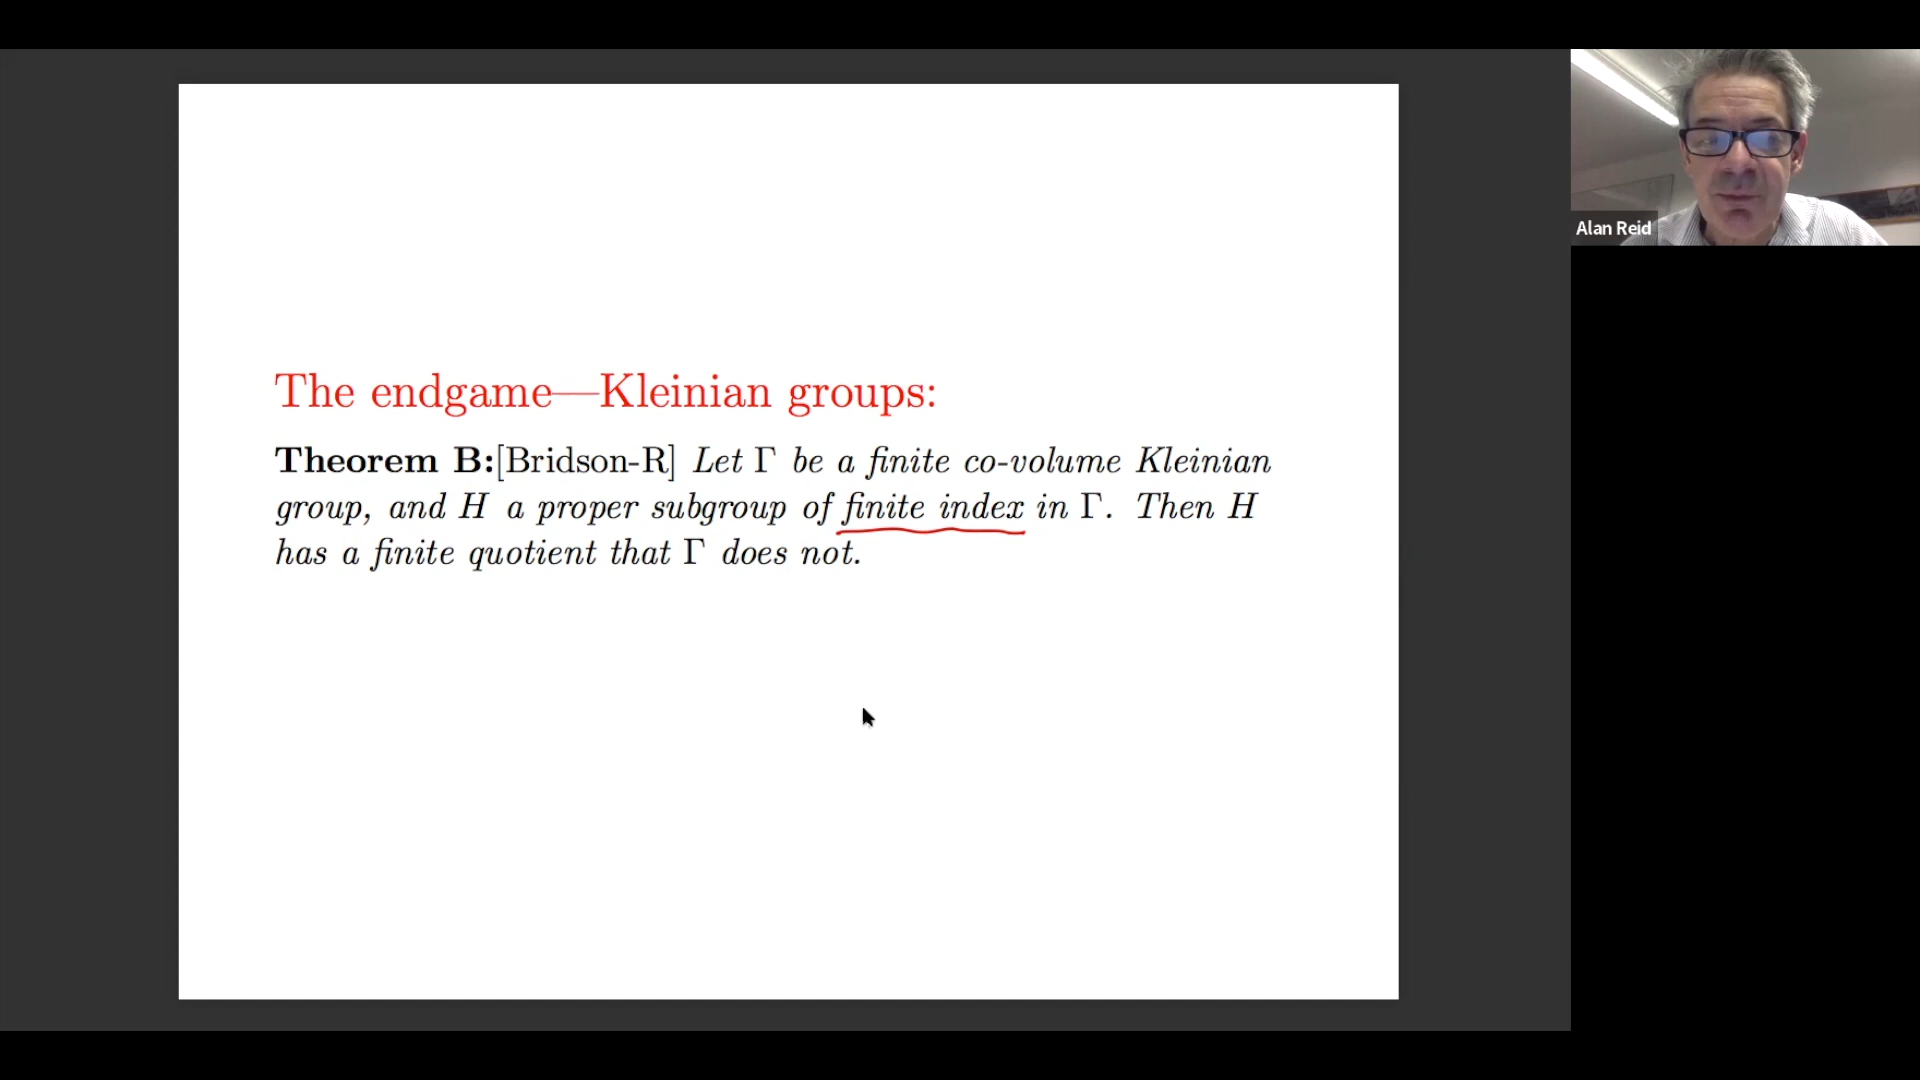 The endgame—Kleinian groups:
Theorem B:[Bridson-R] Let Γ be a finite co-volume Kleinian
group, and H a proper subgroup of finite index in Γ. Then H
has a finite quotient that Γ does not.
Alan Reid